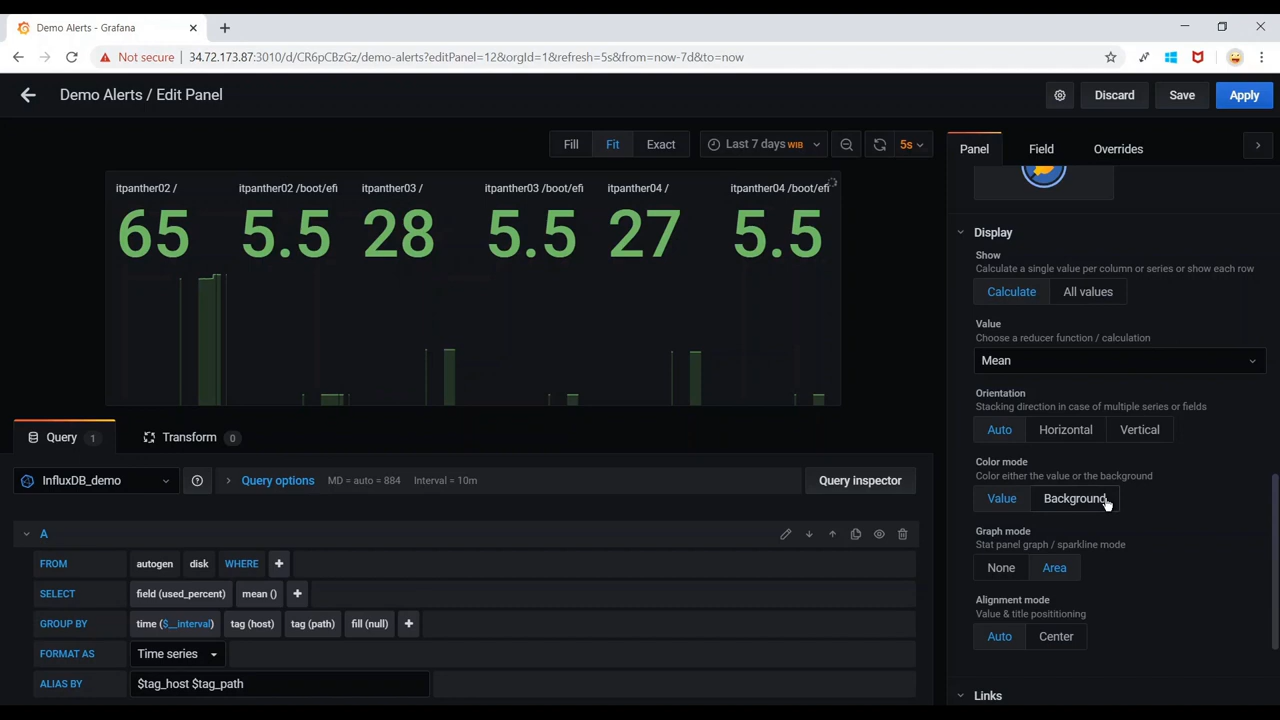 Demo Alerts - Grafana
Not secure 34.72.173.87:3010/d/CR6pCBzGz/demo-alerts?editPanel=12&orgId=1&refresh=5s&from=now-7d&to=now
Demo Alerts / Edit Panel
Discard Save Apply
Fill Fit Exact Last 7 days WIB 5s
Panel Field Overrides
itpanther02 / itpanther02 /boot/efi itpanther03 / itpanther03 /boot/efi itpanther04 / itpanther04 /boot/efi
65 5.5 28 5.5 27 5.5
Display
Show
Calculate a single value per column or series or show each row
Calculate All values
Value
Choose a reducer function / calculation
Mean
Orientation
Stacking direction in case of multiple series or fields
Auto Horizontal Vertical
Color mode
Color either the value or the background
Value Background
Graph mode
Stat panel graph / sparkline mode
None Area
Alignment mode
Value & title posititioning
Auto Center
Links
Query 1 Transform 0
InfluxDB_demo Query options MD = auto = 884 Interval = 10m Query inspector
A
FROM autogen disk WHERE +
SELECT field (used_percent) mean () +
GROUP BY time ($__interval) tag (host) tag (path) fill (null) +
FORMAT AS Time series
ALIAS BY $tag_host $tag_path